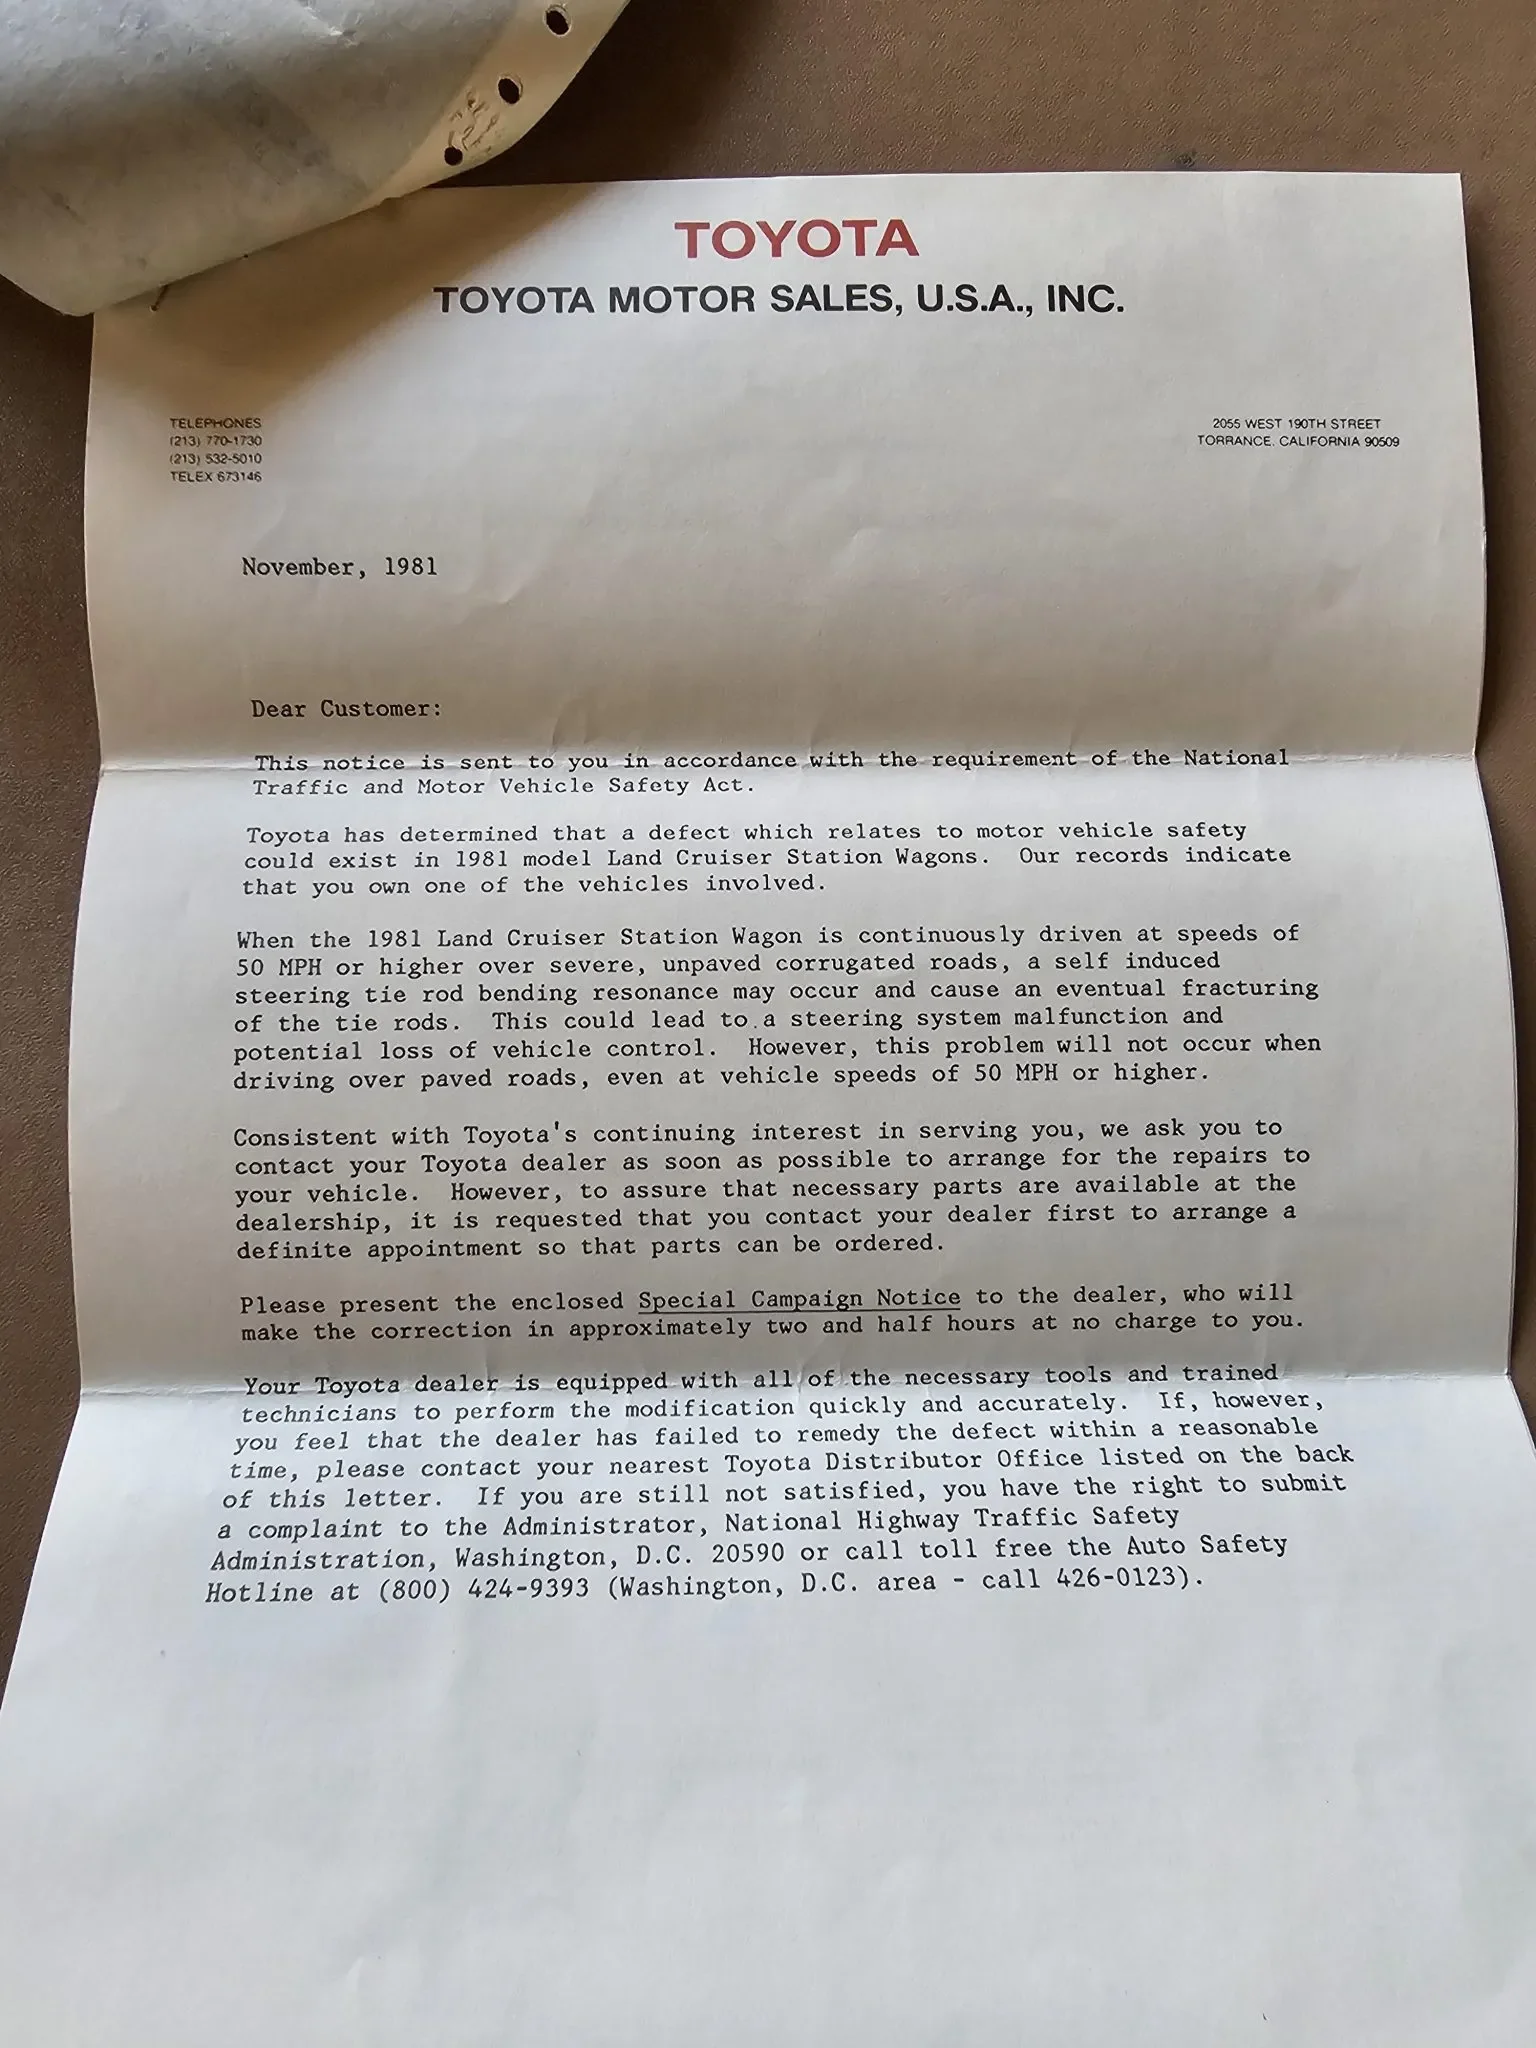 TOYOTA
TOYOTA MOTOR SALES, U.S.A., INC.
TELEPHONES
(213) 770-1730
(213) 532-5010
TELEX 673146
2055 WEST 190TH STREET
TORRANCE, CALIFORNIA 90509
November, 1981
Dear Customer:
This notice is sent to you in accordance with the requirement of the National
Traffic and Motor Vehicle Safety Act.
Toyota has determined that a defect which relates to motor vehicle safety
could exist in 1981 model Land Cruiser Station Wagons. Our records indicate
that you own one of the vehicles involved.
When the 1981 Land Cruiser Station Wagon is continuously driven at speeds of
50 MPH or higher over severe, unpaved corrugated roads, a self induced
steering tie rod bending resonance may occur and cause an eventual fracturing
of the tie rods. This could lead to a steering system malfunction and
potential loss of vehicle control. However, this problem will not occur when
driving over paved roads, even at vehicle speeds of 50 MPH or higher.
Consistent with Toyota's continuing interest in serving you, we ask you to
contact your Toyota dealer as soon as possible to arrange for the repairs to
your vehicle. However, to assure that necessary parts are available at the
dealership, it is requested that you contact your dealer first to arrange a
definite appointment so that parts can be ordered.
Please present the enclosed Special Campaign Notice to the dealer, who will
make the correction in approximately two and half hours at no charge to you.
Your Toyota dealer is equipped with all of the necessary tools and trained
technicians to perform the modification quickly and accurately. If, however,
you feel that the dealer has failed to remedy the defect within a reasonable
time, please contact your nearest Toyota Distributor Office listed on the back
of this letter. If you are still not satisfied, you have the right to submit
a complaint to the Administrator, National Highway Traffic Safety
Administration, Washington, D.C. 20590 or call toll free the Auto Safety
Hotline at (800) 424-9393 (Washington, D.C. area - call 426-0123).